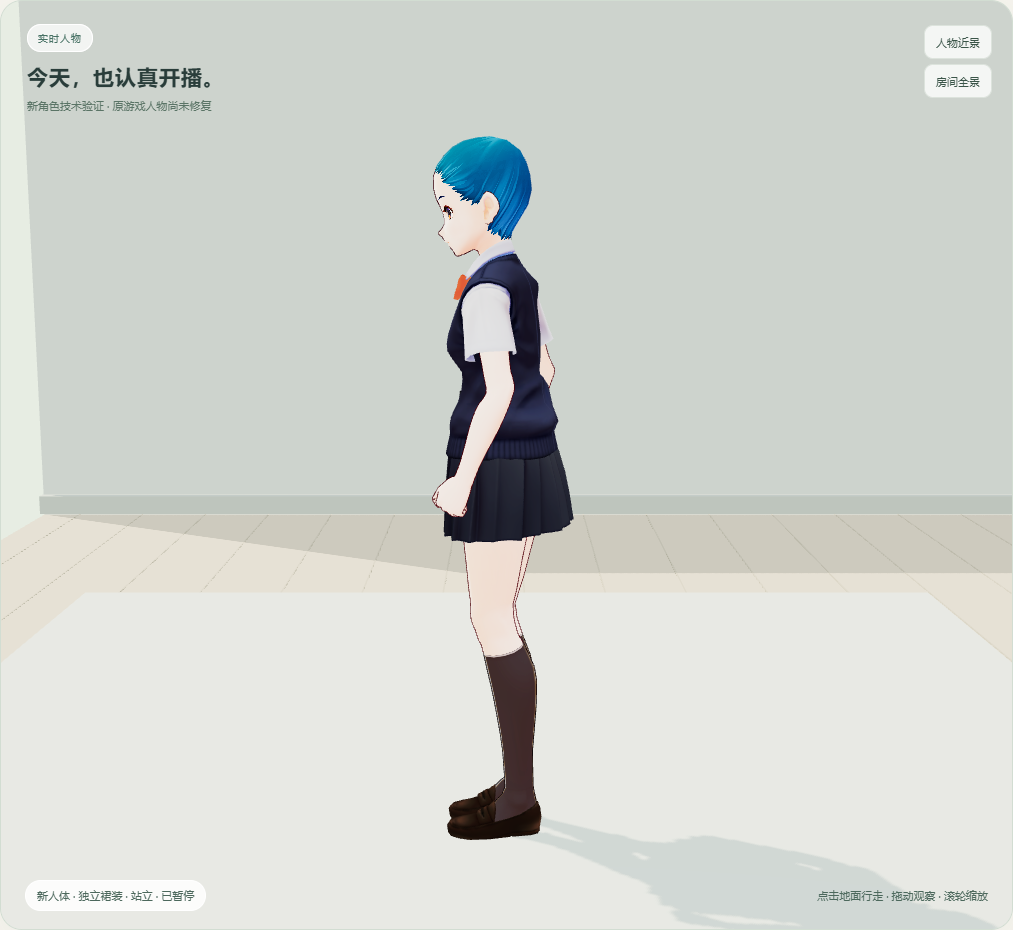 实时人物
今天，也认真开播。
新角色技术验证 · 原游戏人物尚未修复
人物近景
房间全景
新人体 · 独立裙装 · 站立 · 已暂停
点击地面行走 · 拖动观察 · 滚轮缩放